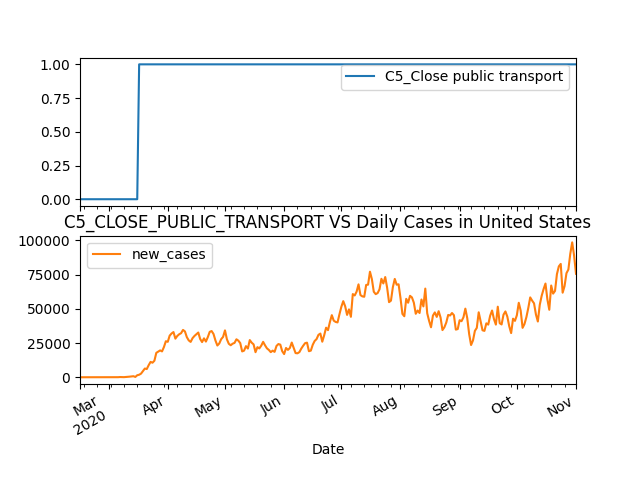 1.00
C5_Close public transport
0.75
0.50
0.25
0.00
C5_CLOSE_PUBLIC_TRANSPORT VS Daily Cases in United States
100000
new_cases
75000
50000
25000
0
Mar Apr May Jun Jul Aug Sep Oct Nov
2020
Date